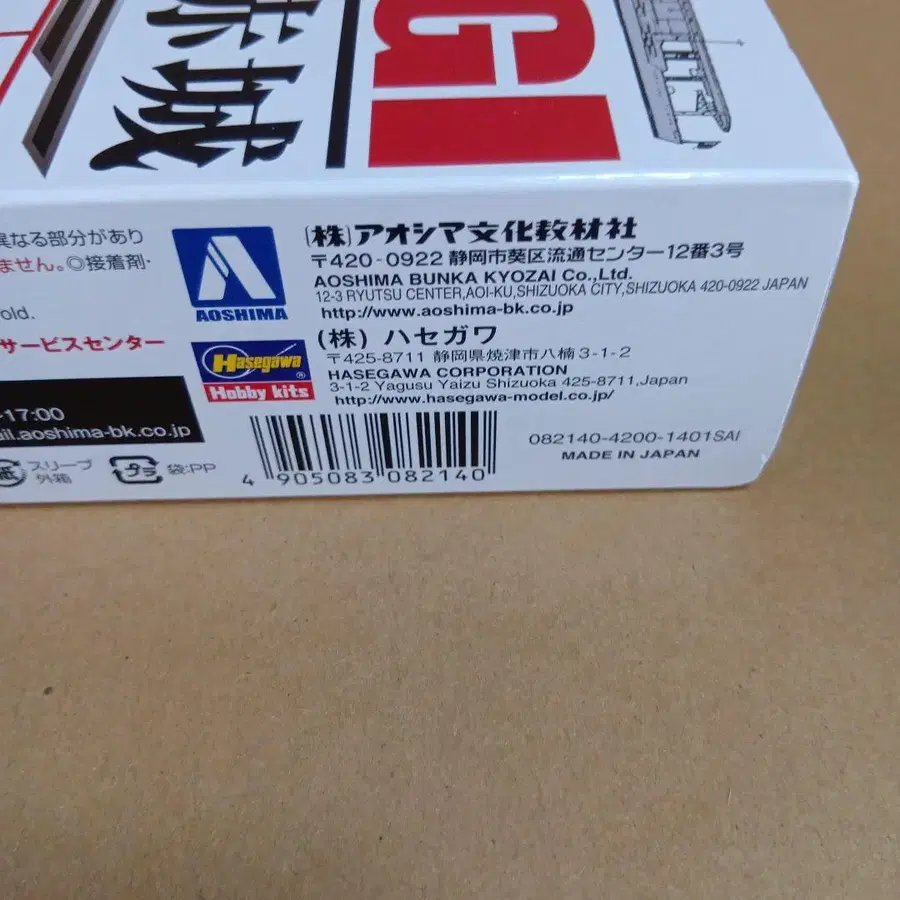 赤城
GI
異なる部分があり
ません。◎接着剤・
old.
サービスセンター
-17:00
ail.aoshima-bk.co.jp
スリーブ
外箱
プラ
袋:PP
AOSHIMA
(株)アオシマ文化教材社
〒420-0922 静岡市葵区流通センター12番3号
AOSHIMA BUNKA KYOZAI Co.,Ltd.
12-3 RYUTSU CENTER,AOI-KU,SHIZUOKA CITY,SHIZUOKA 420-0922 JAPAN
http://www.aoshima-bk.co.jp
Hasegawa
Hobby kits
(株) ハセガワ
〒425-8711 静岡県焼津市八楠3-1-2
HASEGAWA CORPORATION
3-1-2 Yagusu Yaizu Shizuoka 425-8711,Japan
http://www.hasegawa-model.co.jp/
4 905083 082140
082140-4200-1401SAI
MADE IN JAPAN